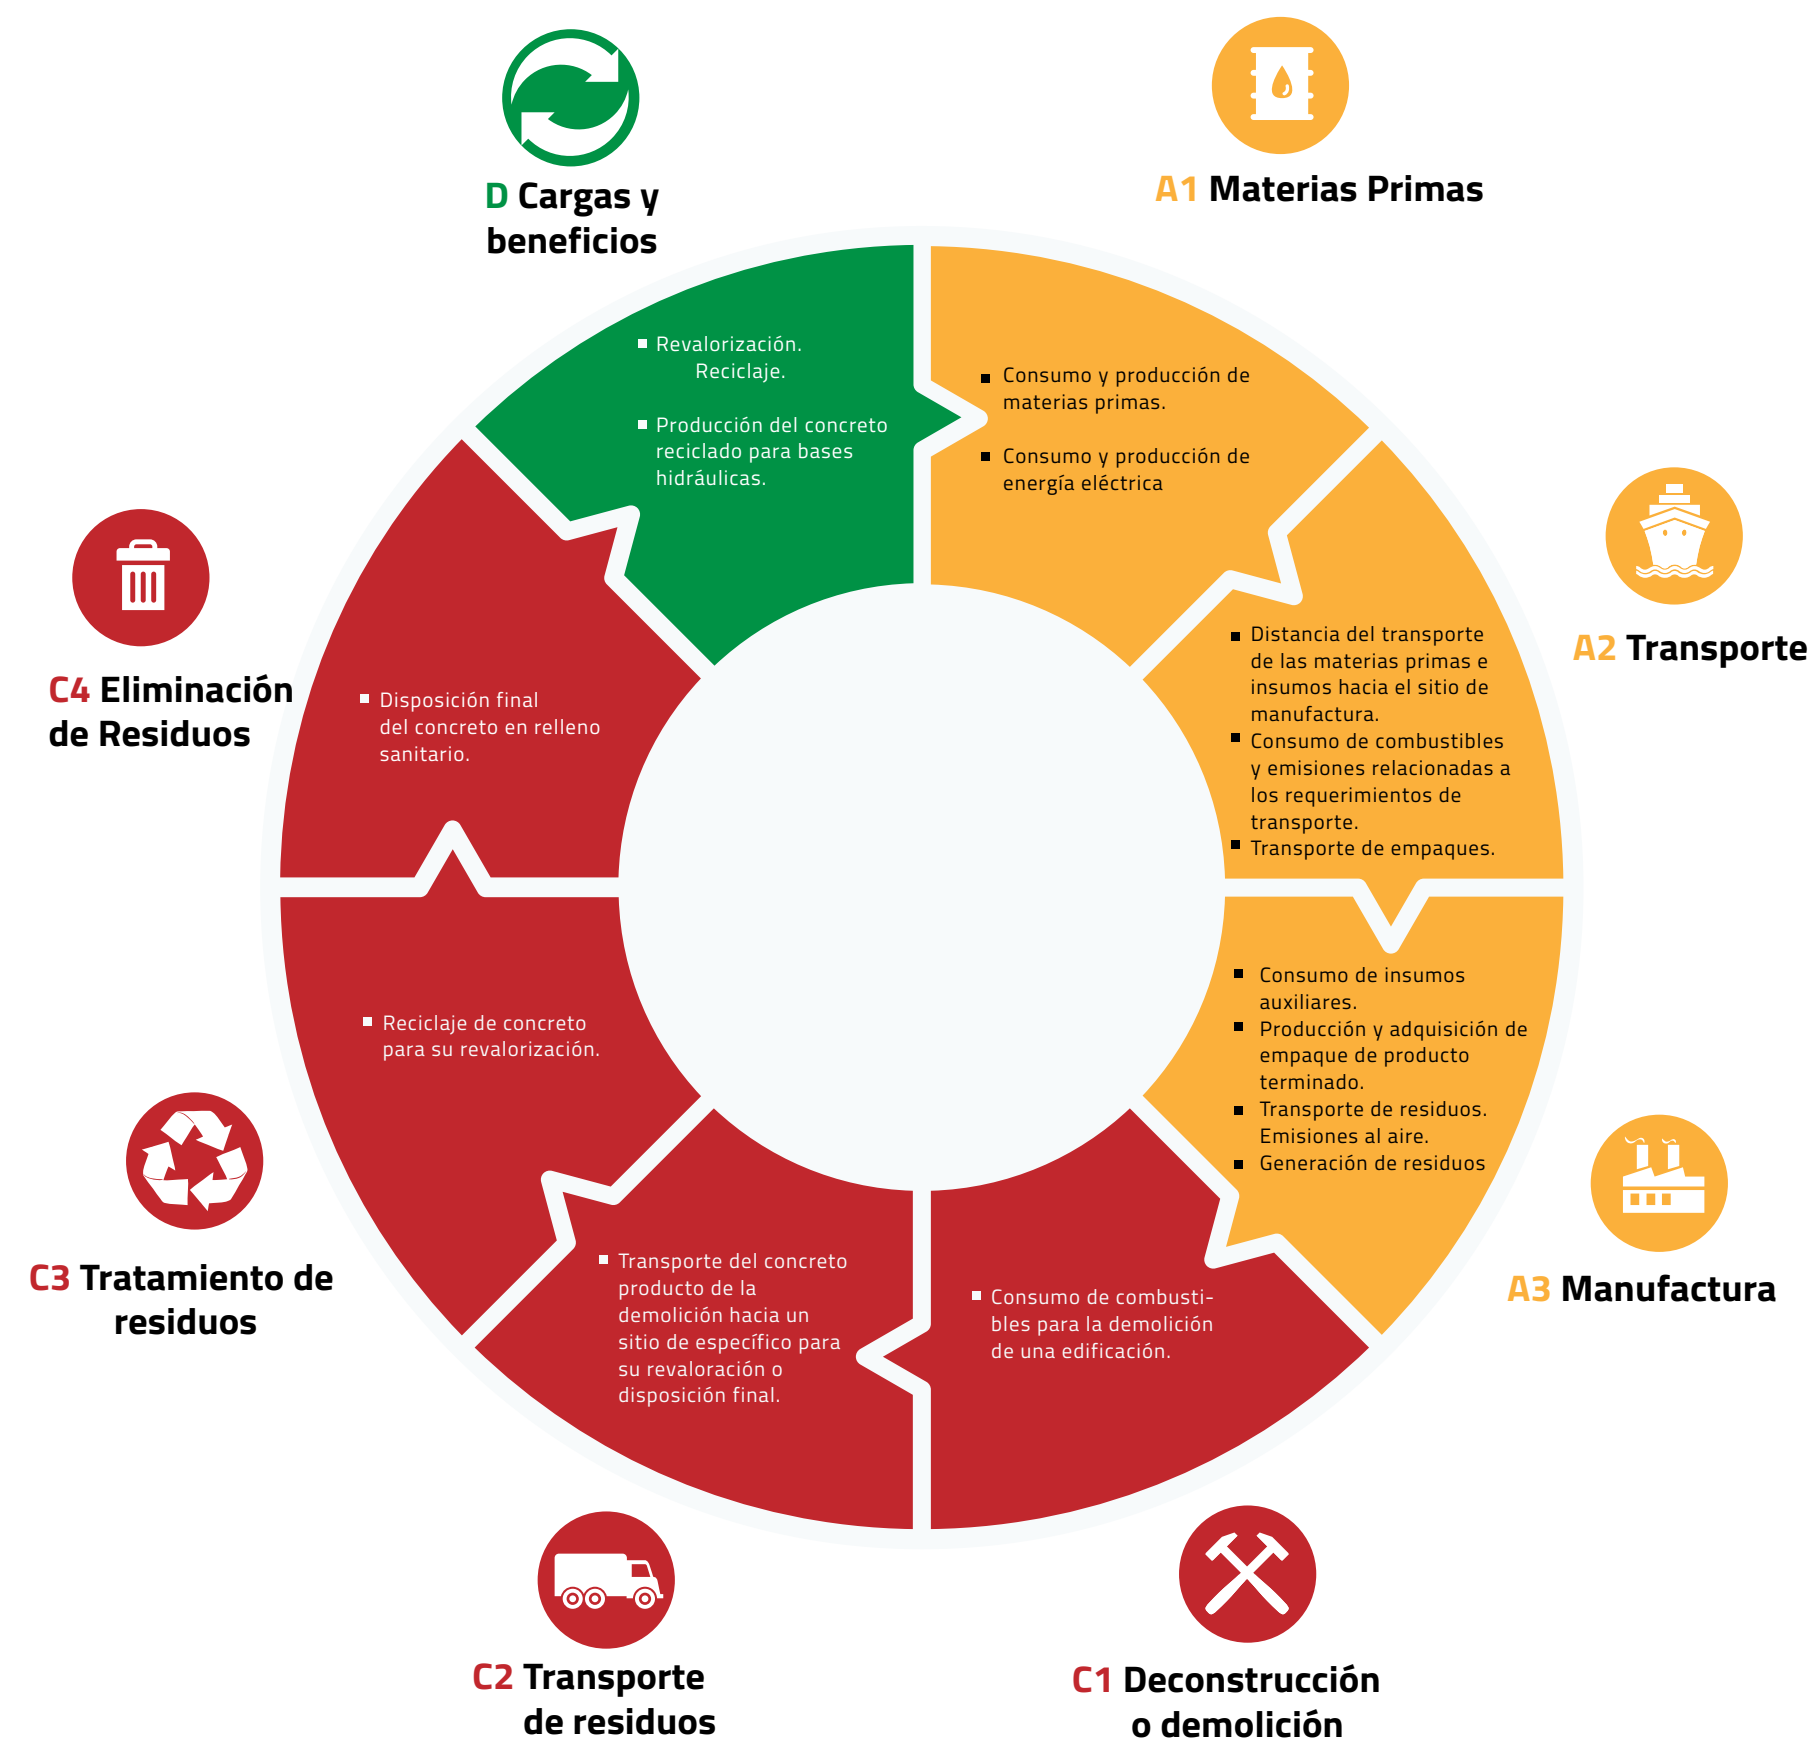 D Cargas y
beneficios
A1 Materias Primas
Revalorización.
Reciclaje.
Producción del concreto
reciclado para bases
hidráulicas.
Consumo y producción de
materias primas.
Consumo y producción de
energía eléctrica
A2 Transporte
Distancia del transporte
de las materias primas e
insumos hacia el sitio de
manufactura.
Consumo de combustibles
y emisiones relacionadas a
los requerimientos de
transporte.
Transporte de empaques.
A3 Manufactura
Consumo de insumos
auxiliares.
Producción y adquisición de
empaque de producto
terminado.
Transporte de residuos.
Emisiones al aire.
Generación de residuos
C1 Deconstrucción
o demolición
Consumo de combusti-
bles para la demolición
de una edificación.
C2 Transporte
de residuos
Transporte del concreto
producto de la
demolición hacia un
sitio de específico para
su revaloración o
disposición final.
C3 Tratamiento de
residuos
Reciclaje de concreto
para su revalorización.
C4 Eliminación
de Residuos
Disposición final
del concreto en relleno
sanitario.